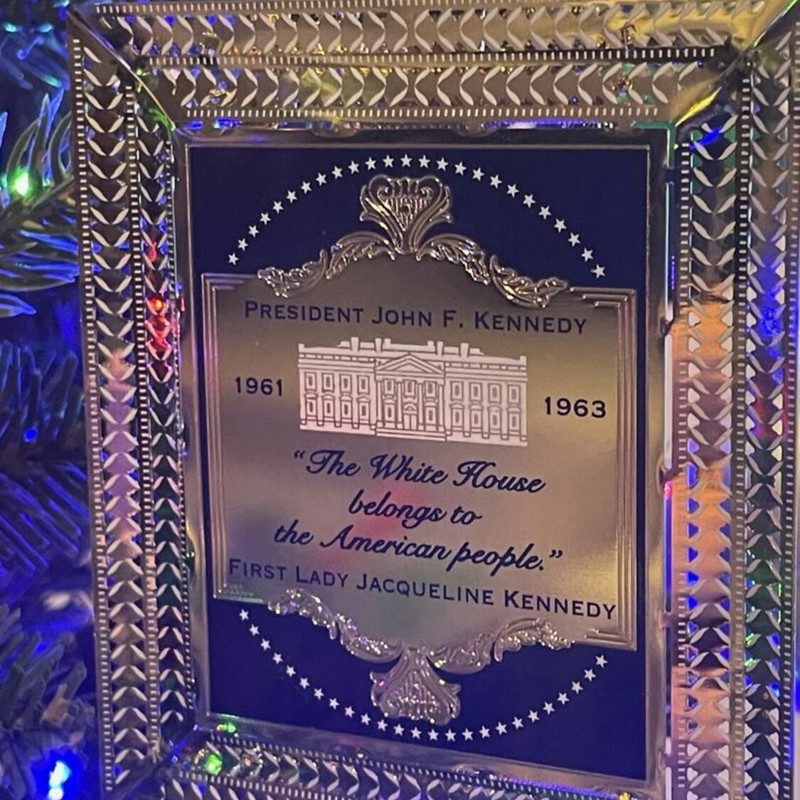 PRESIDENT JOHN F. KENNEDY
1961 1963
“The White House
belongs to
the American people.”
FIRST LADY JACQUELINE KENNEDY